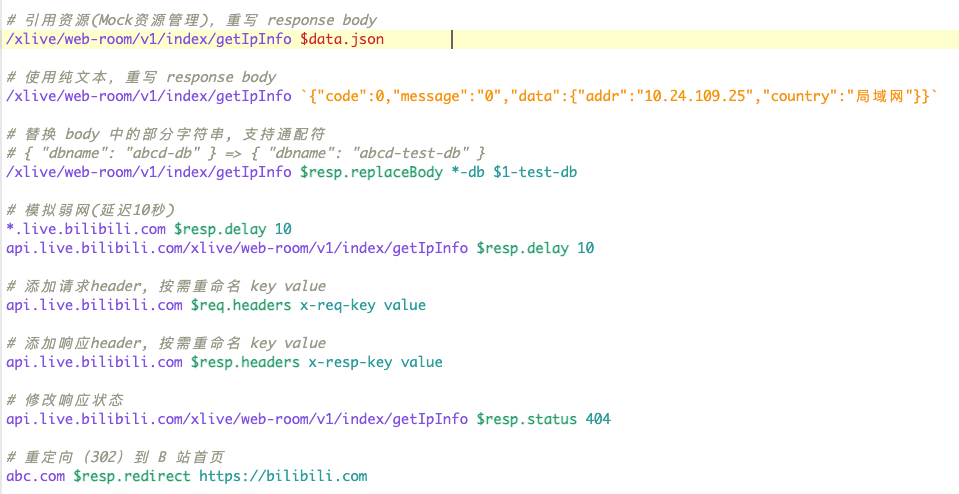 # 引用资源(Mock资源管理), 重写 response body
/xlive/web-room/v1/index/getIpInfo $data.json
# 使用纯文本, 重写 response body
/xlive/web-room/v1/index/getIpInfo `{"code":0,"message":"0","data":{"addr":"10.24.109.25","country":"局域网"}}`
# 替换 body 中的部分字符串, 支持通配符
# { "dbname": "abcd-db" } => { "dbname": "abcd-test-db" }
/xlive/web-room/v1/index/getIpInfo $resp.replaceBody *-db $1-test-db
# 模拟弱网(延迟10秒)
*.live.bilibili.com $resp.delay 10
api.live.bilibili.com/xlive/web-room/v1/index/getIpInfo $resp.delay 10
# 添加请求header, 按需重命名 key value
api.live.bilibili.com $req.headers x-req-key value
# 添加响应header, 按需重命名 key value
api.live.bilibili.com $resp.headers x-resp-key value
# 修改响应状态
api.live.bilibili.com/xlive/web-room/v1/index/getIpInfo $resp.status 404
# 重定向（302）到 B 站首页
abc.com $resp.redirect https://bilibili.com